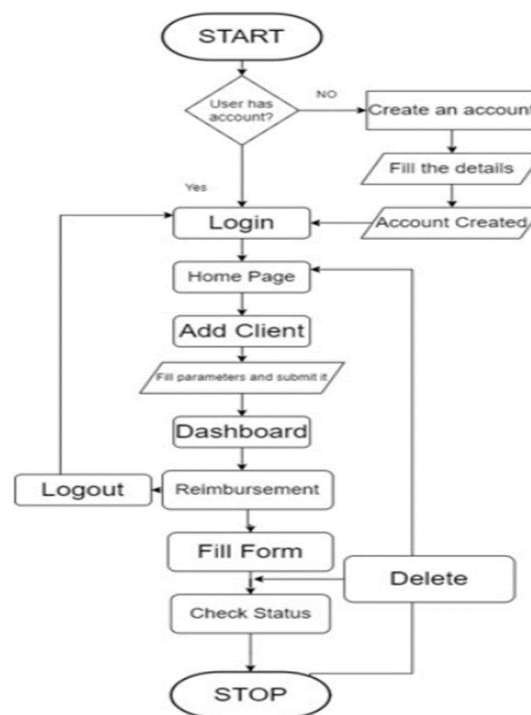 START
User has
account?
NO
Create an account
Fill the details
Yes
Login
Account Created
Home Page
Add Client
Fill parameters and submit it
Dashboard
Logout
Reimbursement
Fill Form
Delete
Check Status
STOP